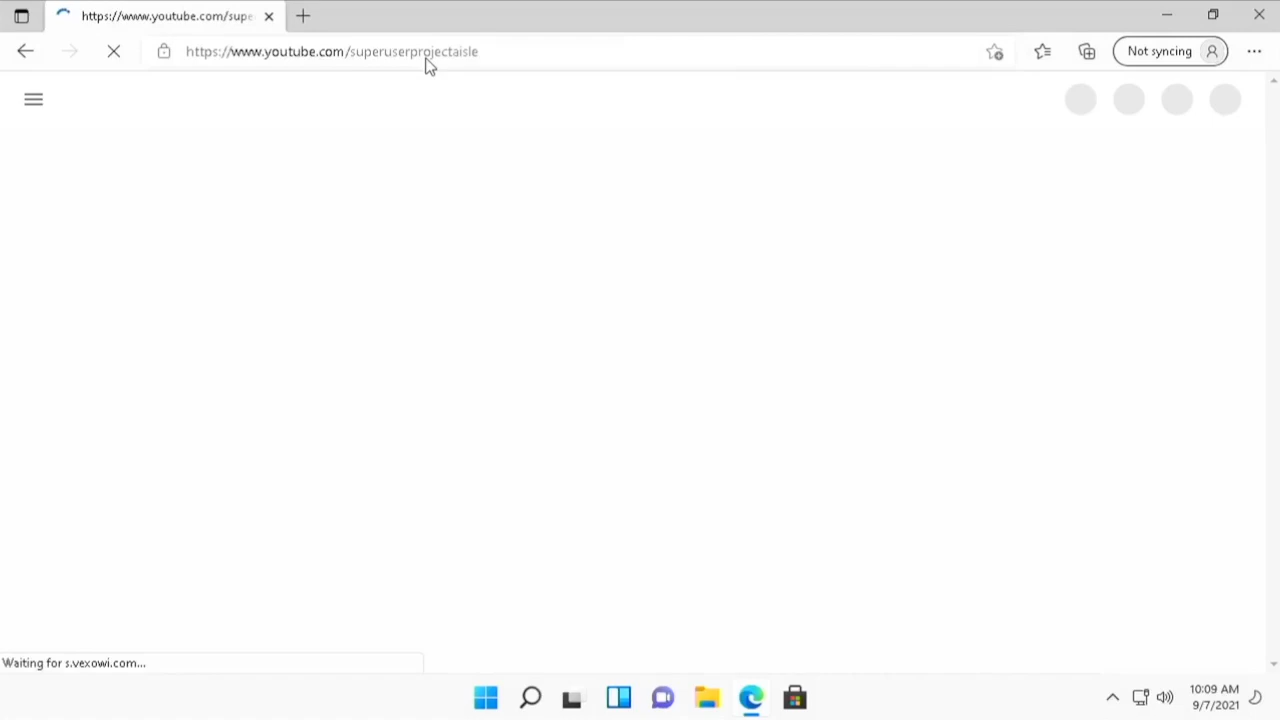 https://www.youtube.com/supe
https://www.youtube.com/superuserprojectaisle
Not syncing
Waiting for s.vexowi.com...
10:09 AM
9/7/2021